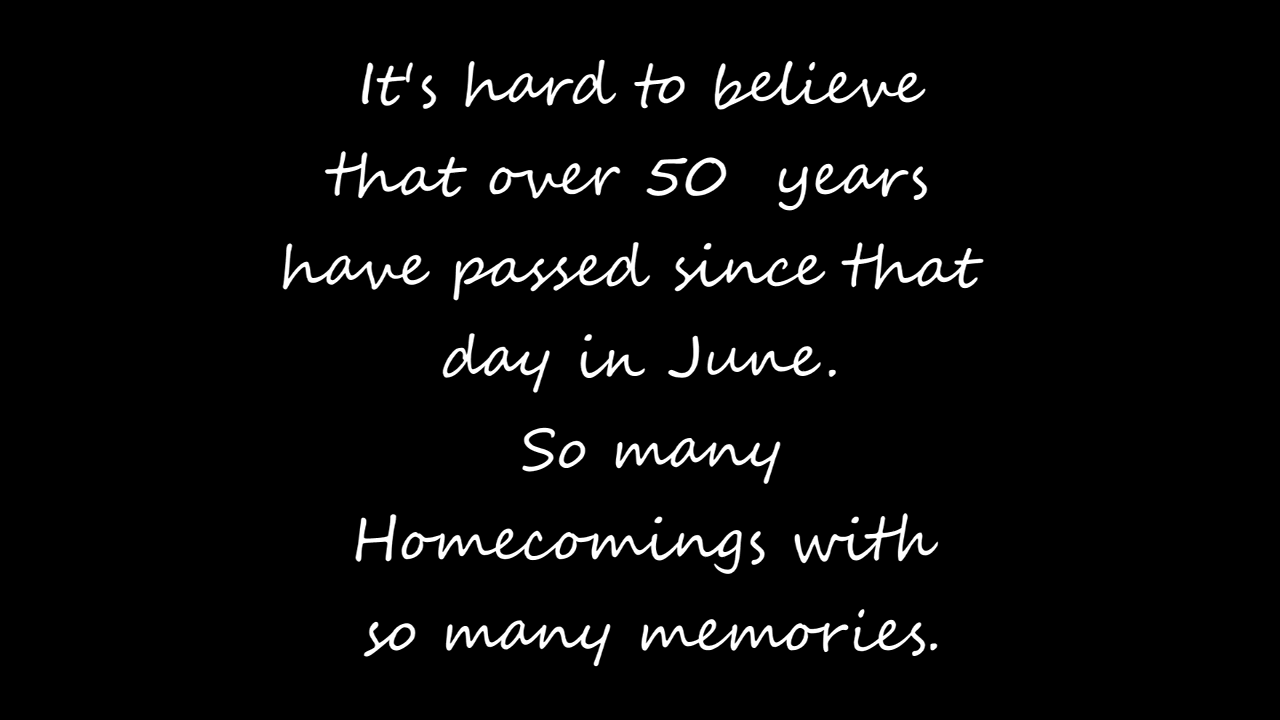 It's hard to believe
that over 50 years
have passed since that
day in June.
So many
Homecomings with
so many memories.